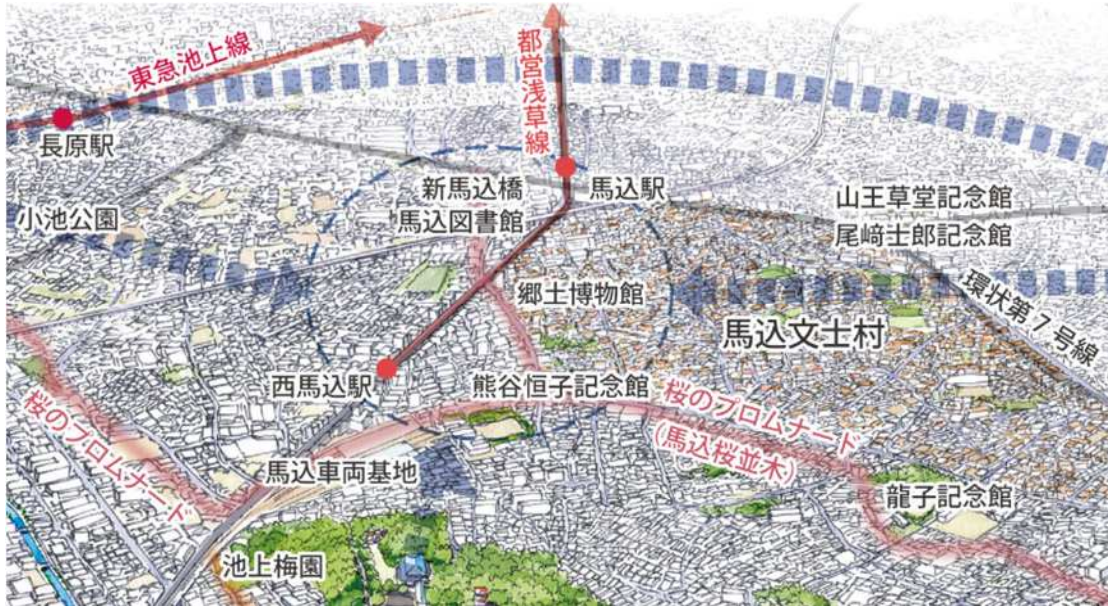 東急池上線
都営浅草線
長原駅
新馬込橋
馬込駅
山王草堂記念館
小池公園
馬込図書館
尾﨑士郎記念館
郷土博物館
環状第7号線
馬込文士村
西馬込駅
熊谷恒子記念館
桜のプロムナード
桜のプロムナード
(馬込桜並木)
馬込車両基地
龍子記念館
池上梅園